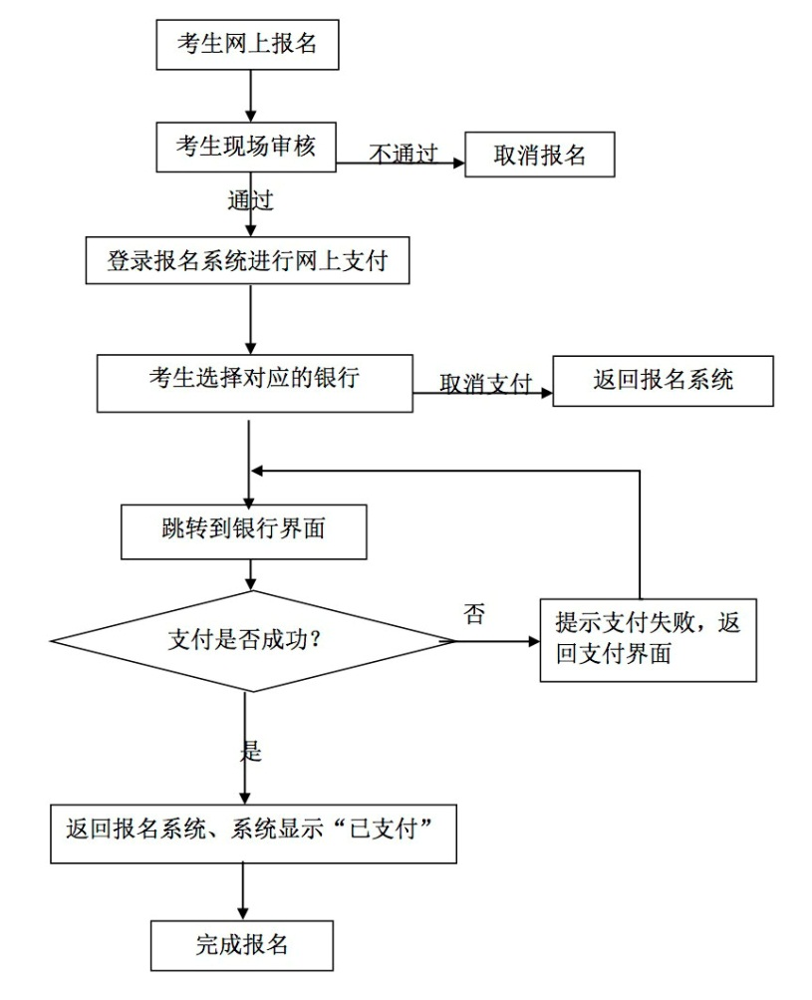 考生网上报名
考生现场审核
不通过
取消报名
通过
登录报名系统进行网上支付
考生选择对应的银行
取消支付
返回报名系统
跳转到银行界面
支付是否成功？
否
提示支付失败，返
回支付界面
是
返回报名系统、系统显示“已支付”
完成报名